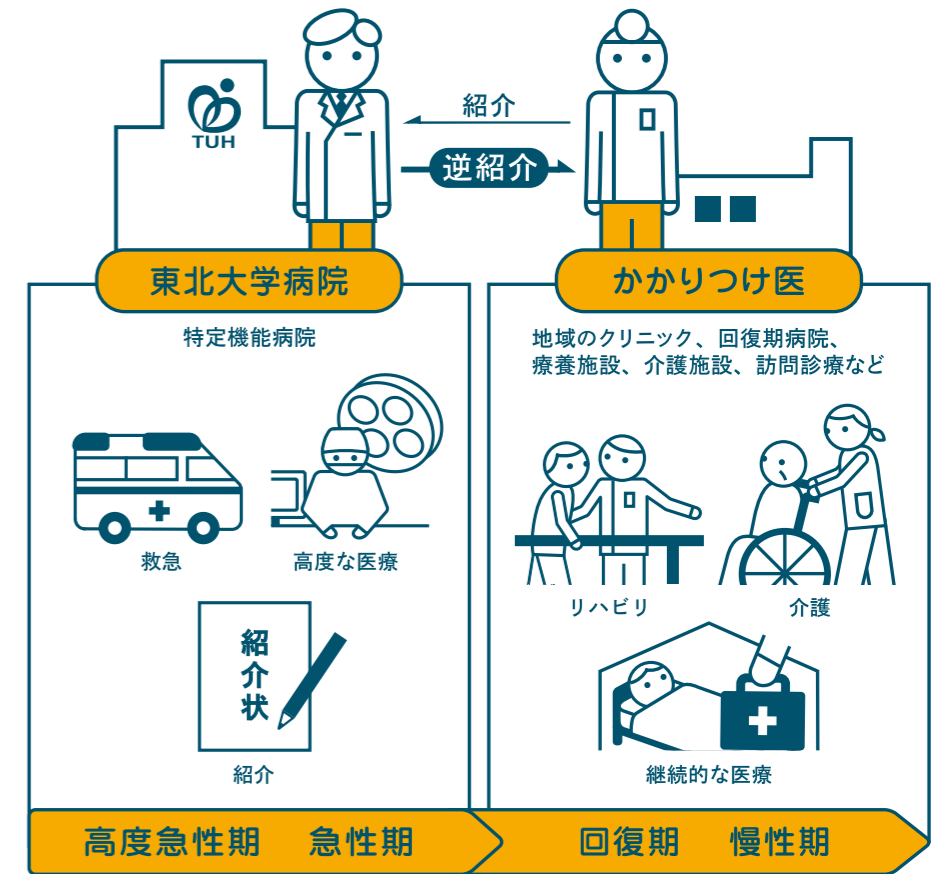 TUH
紹介
逆紹介
東北大学病院
特定機能病院
救急
高度な医療
紹介状
紹介
かかりつけ医
地域のクリニック、回復期病院、
療養施設、介護施設、訪問診療など
リハビリ
介護
継続的な医療
高度急性期 急性期
回復期 慢性期